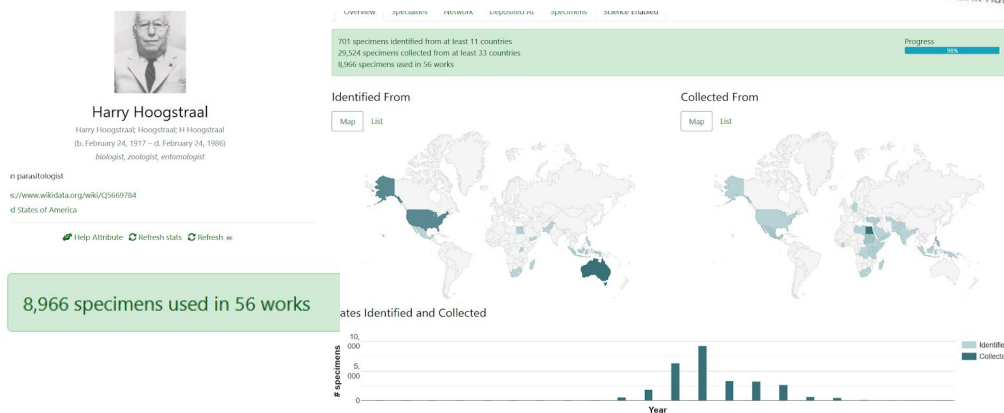 Overview Specialties Network Deposited At Specimens Science Enabled
701 specimens identified from at least 11 countries
29,524 specimens collected from at least 33 countries
8,966 specimens used in 56 works
Progress
98%
Harry Hoogstraal
Harry Hoogstraal; Hoogstraal; H Hoogstraal
(b. February 24, 1917 – d. February 24, 1986)
biologist, zoologist, entomologist
n parasitologist
s://www.wikidata.org/wiki/Q5669784
d States of America
Help Attribute Refresh stats Refresh
8,966 specimens used in 56 works
Identified From
Map List
Collected From
Map List
ates Identified and Collected
# specimens
10,
000
5,
000
0
Year
Identifie
Collecte